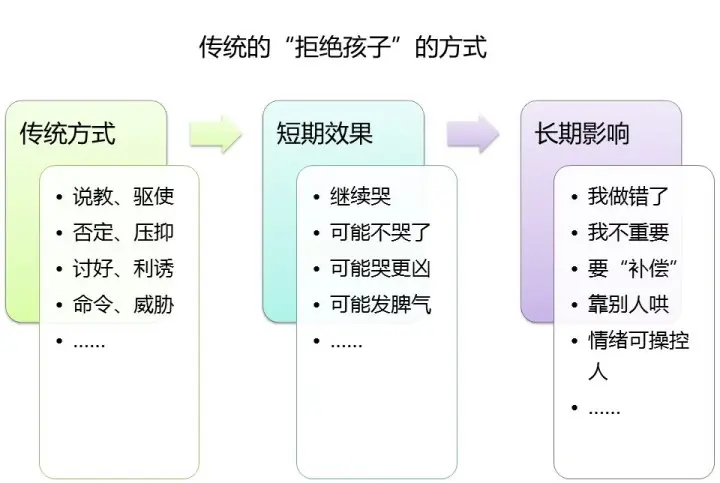 传统的“拒绝孩子”的方式
传统方式
• 说教、驱使
• 否定、压抑
• 讨好、利诱
• 命令、威胁
• ......
短期效果
• 继续哭
• 可能不哭了
• 可能哭更凶
• 可能发脾气
• ......
长期影响
• 我做错了
• 我不重要
• 要“补偿”
• 靠别人哄
• 情绪可操控
人
• ......